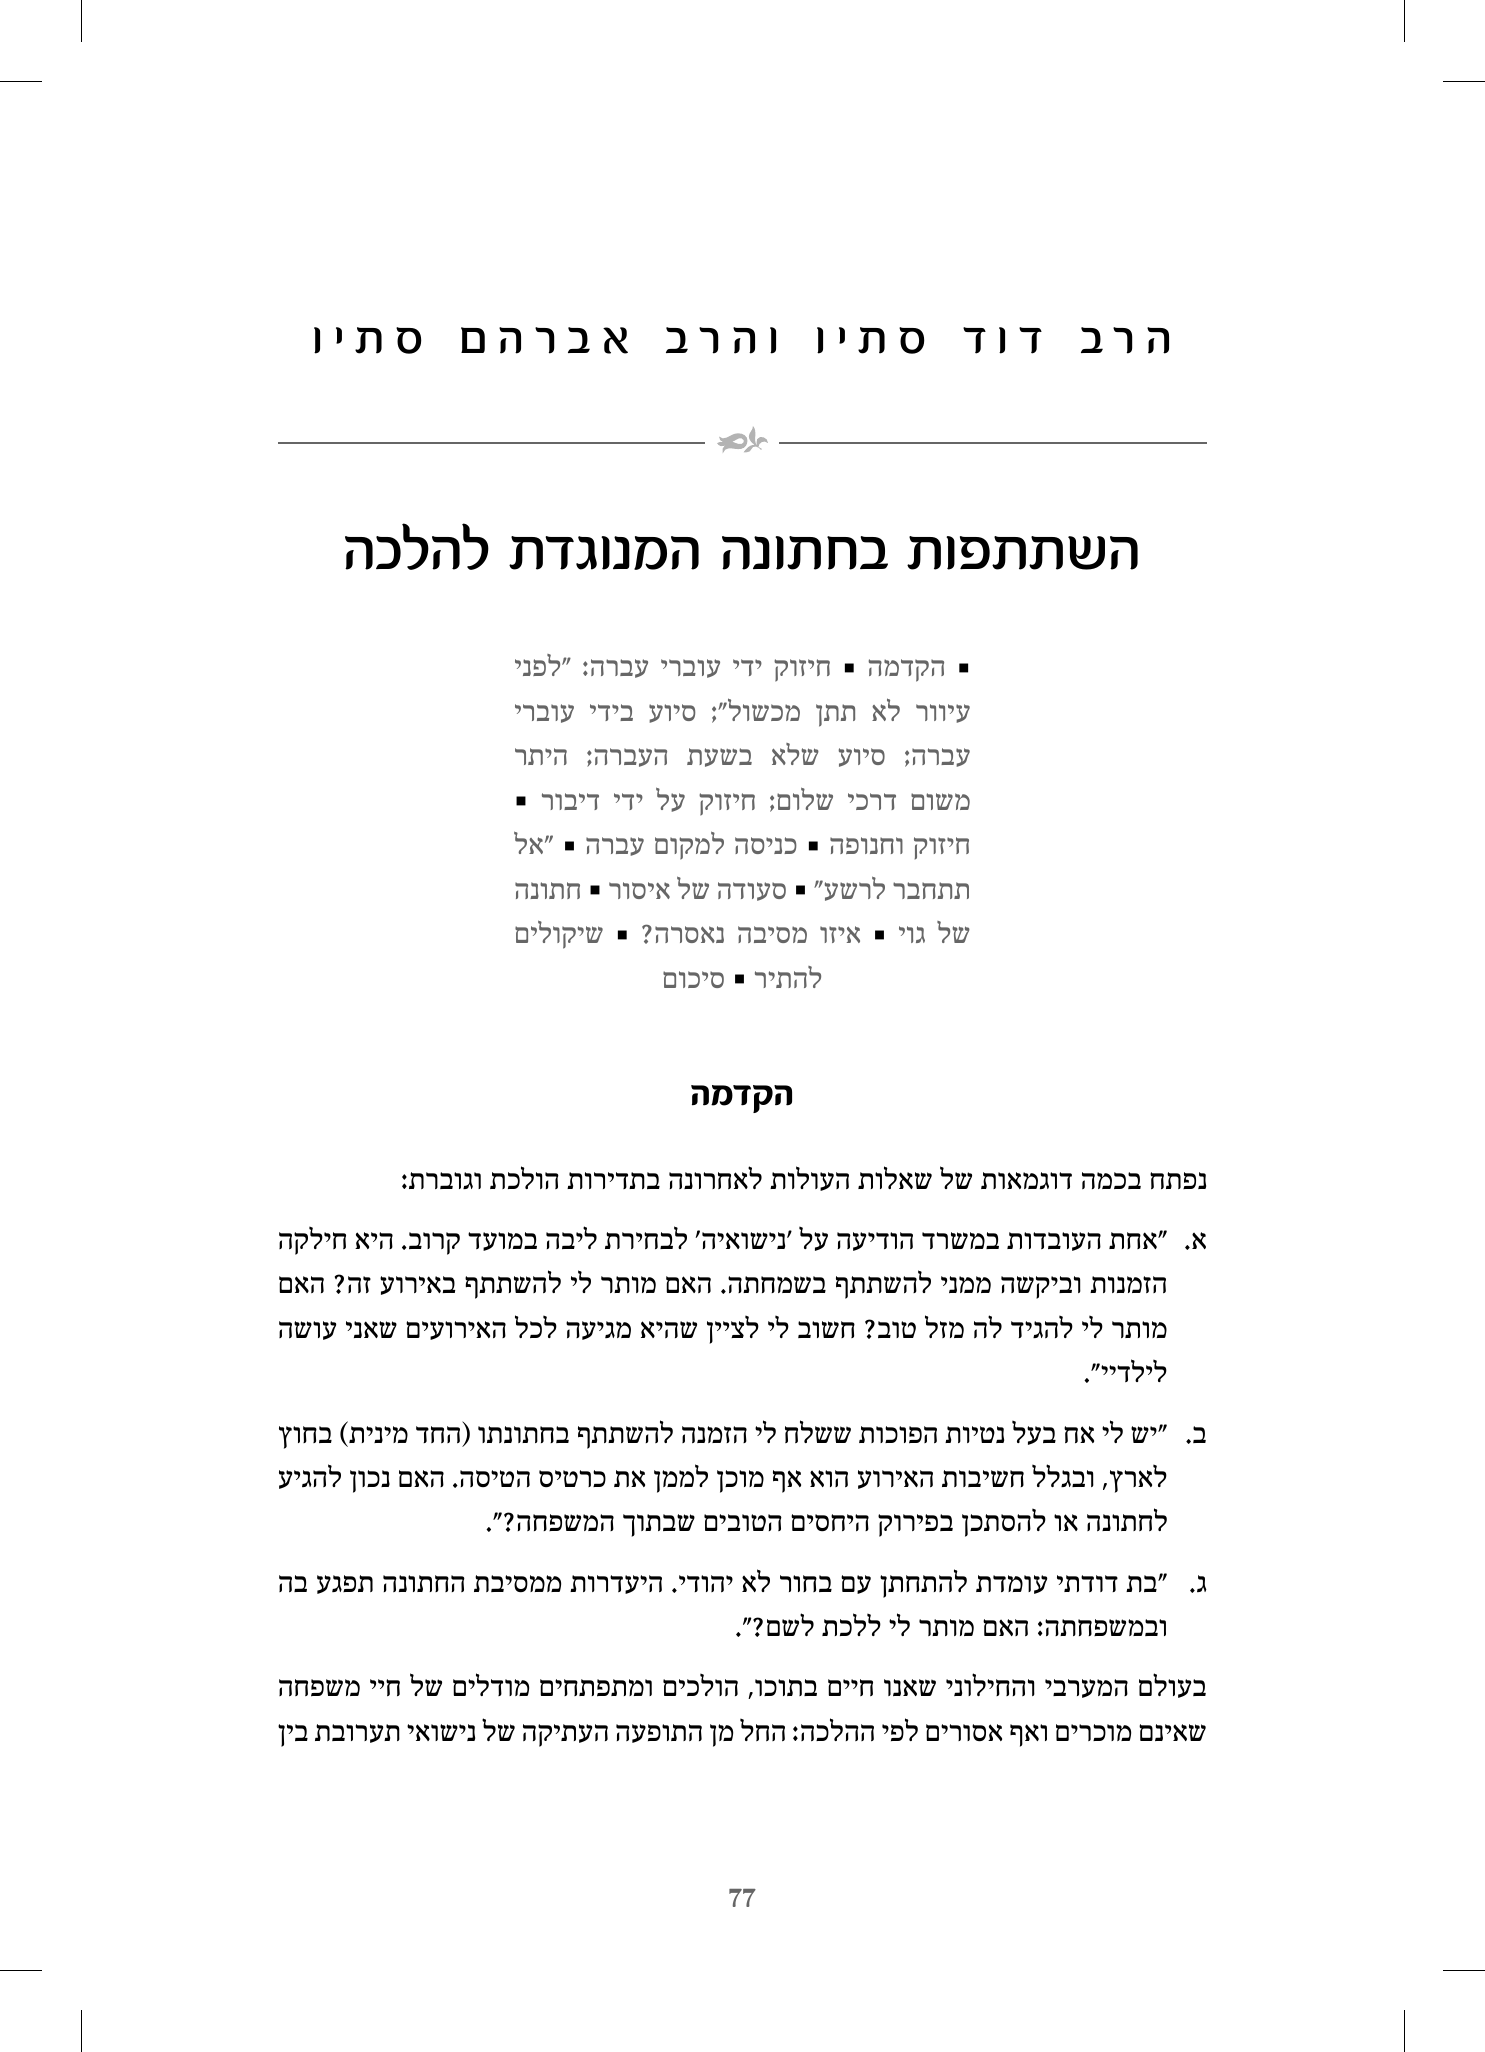 הרב דוד סתיו והרב אברהם סתיו
השתתפות בחתונה המנוגדת להלכה
▪ הקדמה ▪ חיזוק ידי עוברי עברה: "לפני
עיוור לא תתן מכשול"; סיוע בידי עוברי
עברה; סיוע שלא בשעת העברה; היתר
משום דרכי שלום; חיזוק על ידי דיבור ▪
חיזוק וחנופה ▪ כניסה למקום עברה ▪ "אל
תתחבר לרשע" ▪ סעודה של איסור ▪ חתונה
של גוי ▪ איזו מסיבה נאסרה? ▪ שיקולים
להתיר ▪ סיכום
הקדמה
נפתח בכמה דוגמאות של שאלות העולות לאחרונה בתדירות הולכת וגוברת:
א. "אחת העובדות במשרד הודיעה על 'נישואיה' לבחירת ליבה במועד קרוב. היא חילקה
הזמנות וביקשה ממני להשתתף בשמחתה. האם מותר לי להשתתף באירוע זה? האם
מותר לי להגיד לה מזל טוב? חשוב לי לציין שהיא מגיעה לכל האירועים שאני עושה
לילדיי".
ב. "יש לי אח בעל נטיות הפוכות ששלח לי הזמנה להשתתף בחתונתו (החד מינית) בחוץ
לארץ, ובגלל חשיבות האירוע הוא אף מוכן לממן את כרטיס הטיסה. האם נכון להגיע
לחתונה או להסתכן בפירוק היחסים הטובים שבתוך המשפחה?".
ג. "בת דודתי עומדת להתחתן עם בחור לא יהודי. היעדרות ממסיבת החתונה תפגע בה
ובמשפחתה: האם מותר לי ללכת לשם?".
בעולם המערבי והחילוני שאנו חיים בתוכו, הולכים ומתפתחים מודלים של חיי משפחה
שאינם מוכרים ואף אסורים לפי ההלכה: החל מן התופעה העתיקה של נישואי תערובת בין
77